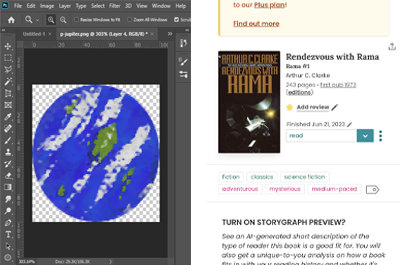 Ps File Edit Image Layer Type Select Filter 3D View Window Help
Resize Windows to Fit Zoom All Windows Scrubby
Untitled
p-jupiter.png @ 303% (Layer 4, RGB/8) *
to our Plus plan!
Find out more
ARTHUR C. CLARKE
RENDEZVOUS WITH
RAMA
Rendezvous with Rama
Rama #1
Arthur C. Clarke
243 pages • first pub 1973
(editions)
Add review
Finished Jun 21, 2023
read
fiction classics science fiction
adventurous mysterious medium-paced
TURN ON STORYGRAPH PREVIEW?
See an AI-generated short description of the
type of reader this book is a good fit for. You will
also get a unique-to-you analysis on how a book
fits in with your reading history and whether it's